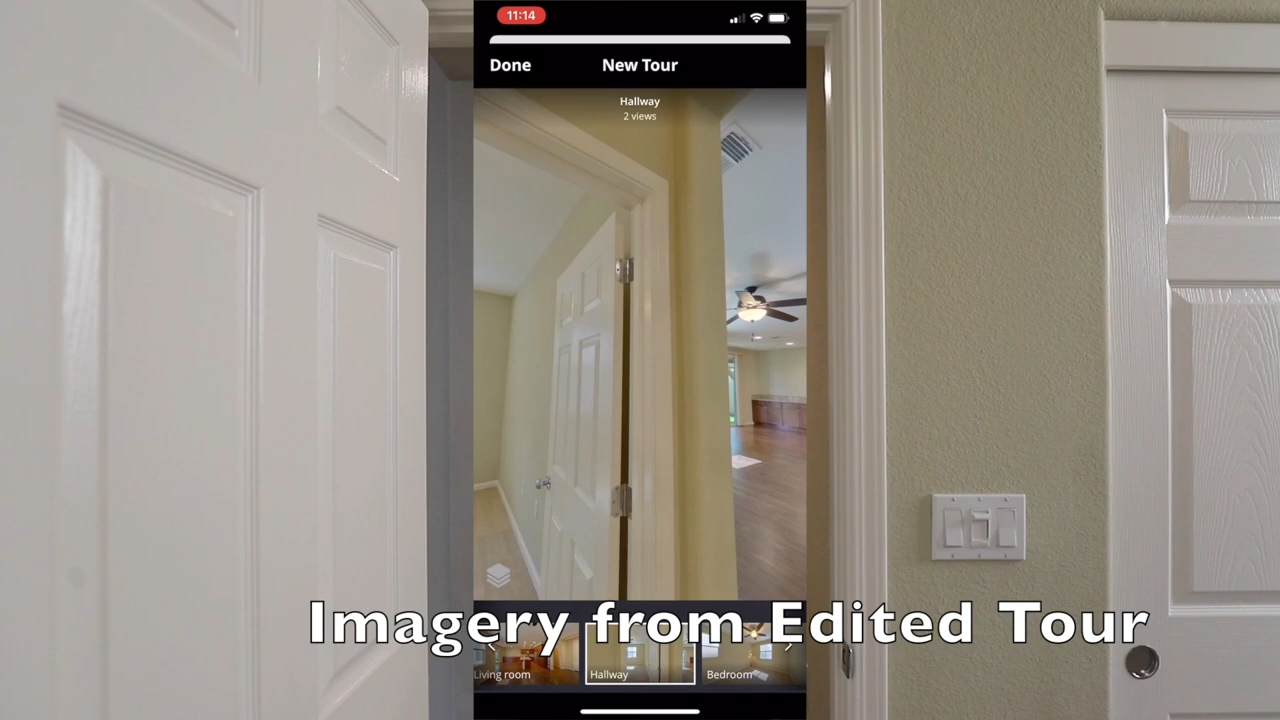 11:14
Done
New Tour
Hallway
2 views
Imagery from Edited Tour
Living room
Hallway
Bedroom